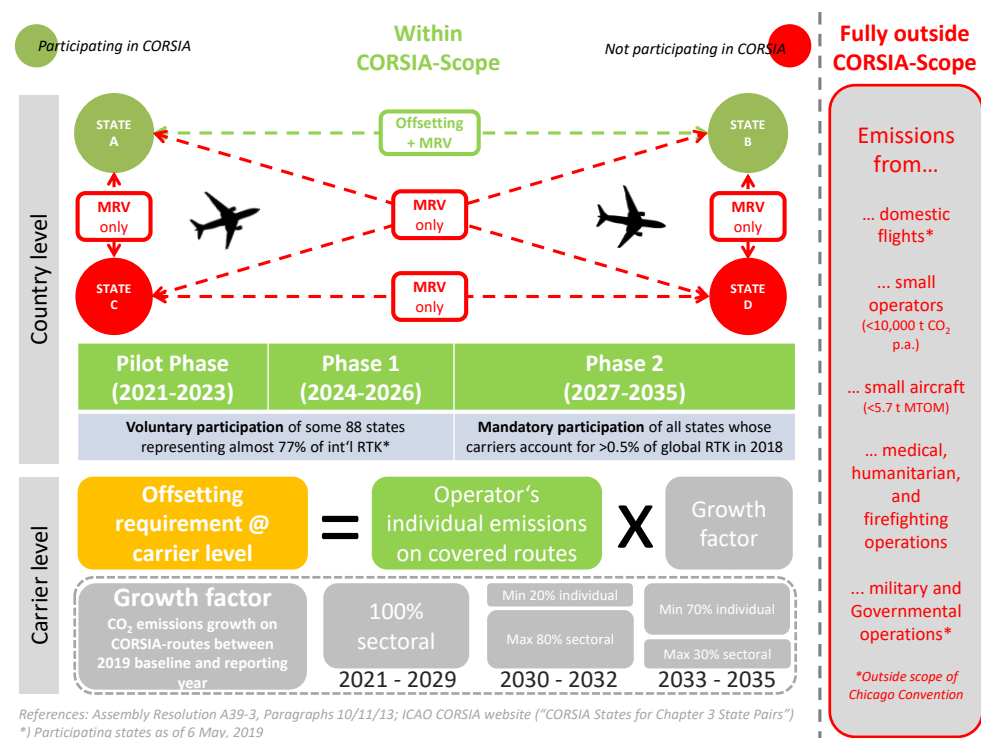 Participating in CORSIA
Within
CORSIA-Scope
Not participating in CORSIA
Fully outside
CORSIA-Scope
Country level
STATE
A
Offsetting
+ MRV
STATE
B
MRV
only
MRV
only
MRV
only
STATE
C
MRV
only
STATE
D
Pilot Phase
(2021-2023)
Phase 1
(2024-2026)
Phase 2
(2027-2035)
Voluntary participation of some 88 states
representing almost 77% of int‘l RTK*
Mandatory participation of all states whose
carriers account for >0.5% of global RTK in 2018
Carrier level
Offsetting
requirement @
carrier level
=
Operator‘s
individual emissions
on covered routes
X
Growth
factor
Growth factor
CO₂ emissions growth on
CORSIA-routes between
2019 baseline and reporting
year
100%
sectoral
2021 - 2029
Min 20% individual
Max 80% sectoral
2030 - 2032
Min 70% individual
Max 30% sectoral
2033 - 2035
Emissions
from…
... domestic
flights*
... small
operators
(<10,000 t CO₂
p.a.)
... small aircraft
(<5.7 t MTOM)
... medical,
humanitarian,
and
firefighting
operations
... military and
Governmental
operations*
*Outside scope of
Chicago Convention
References: Assembly Resolution A39-3, Paragraphs 10/11/13; ICAO CORSIA website (“CORSIA States for Chapter 3 State Pairs”)
*) Participating states as of 6 May, 2019